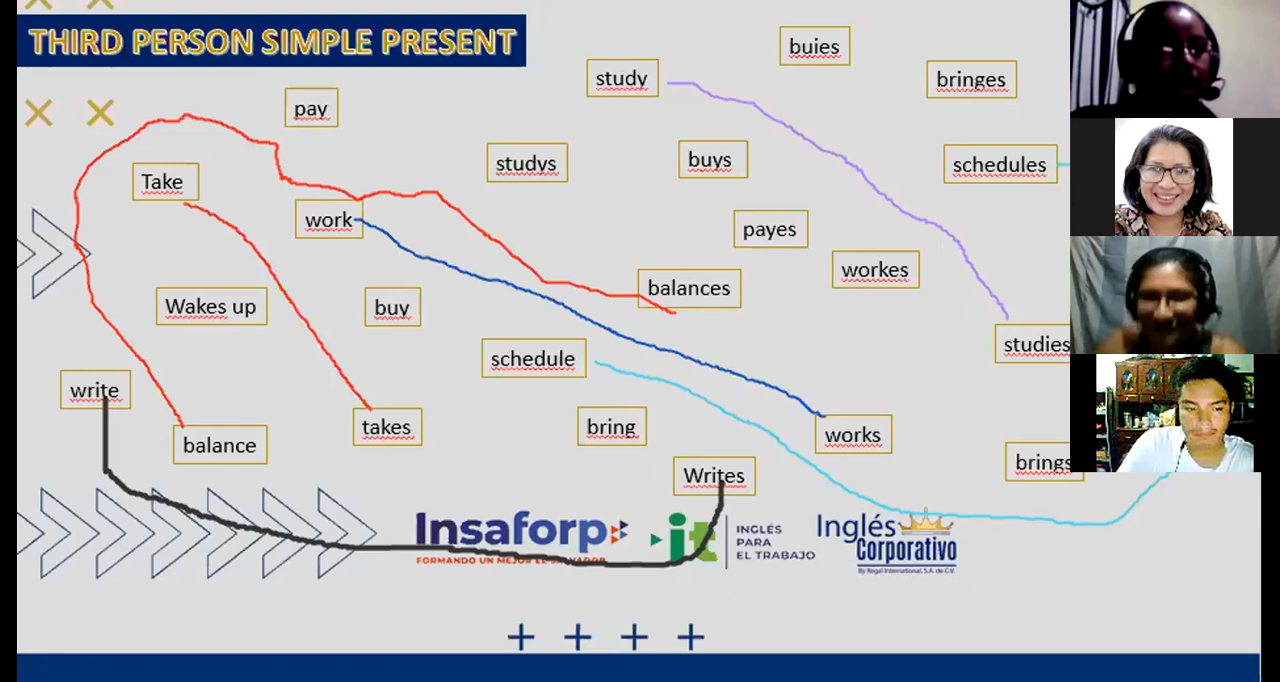 THIRD PERSON SIMPLE PRESENT
buies
study
bringes
pay
studys
buys
schedules
Take
work
payes
workes
balances
Wakes up
buy
studies
schedule
write
takes
bring
works
balance
brings
Writes
Insaforp
FORMANDO UN MEJOR EL SALVADOR
it
INGLÉS
PARA
EL TRABAJO
Inglés
Corporativo
By Regal International, S.A. de C.V.